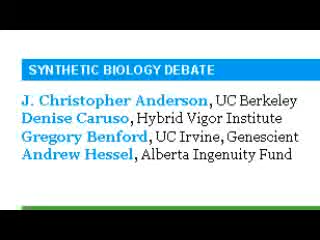 SYNTHETIC BIOLOGY DEBATE
J. Christopher Anderson, UC Berkeley
Denise Caruso, Hybrid Vigor Institute
Gregory Benford, UC Irvine, Genescient
Andrew Hessel, Alberta Ingenuity Fund